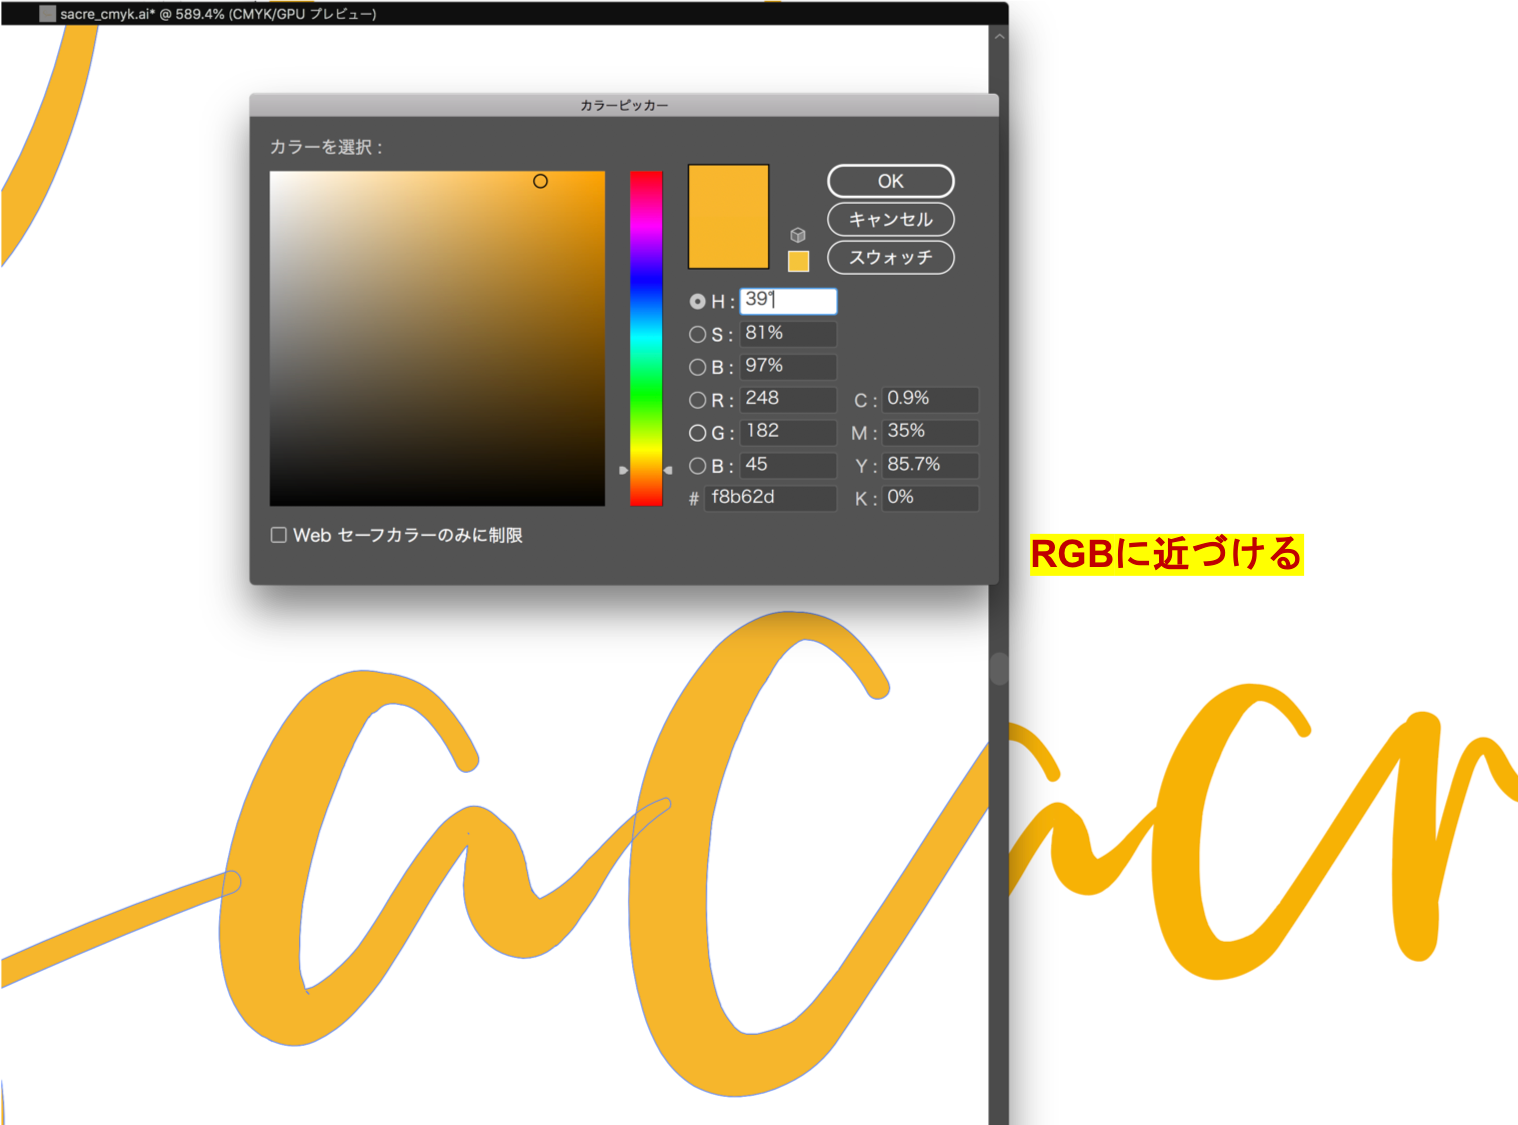 sacre_cmyk.ai* @ 589.4% (CMYK/GPU プレビュー)
カラーピッカー
カラーを選択 :
OK
キャンセル
スウォッチ
H : 39°
S : 81%
B : 97%
R : 248 C : 0.9%
G : 182 M : 35%
B : 45 Y : 85.7%
# f8b62d K : 0%
Web セーフカラーのみに制限
RGBに近づける